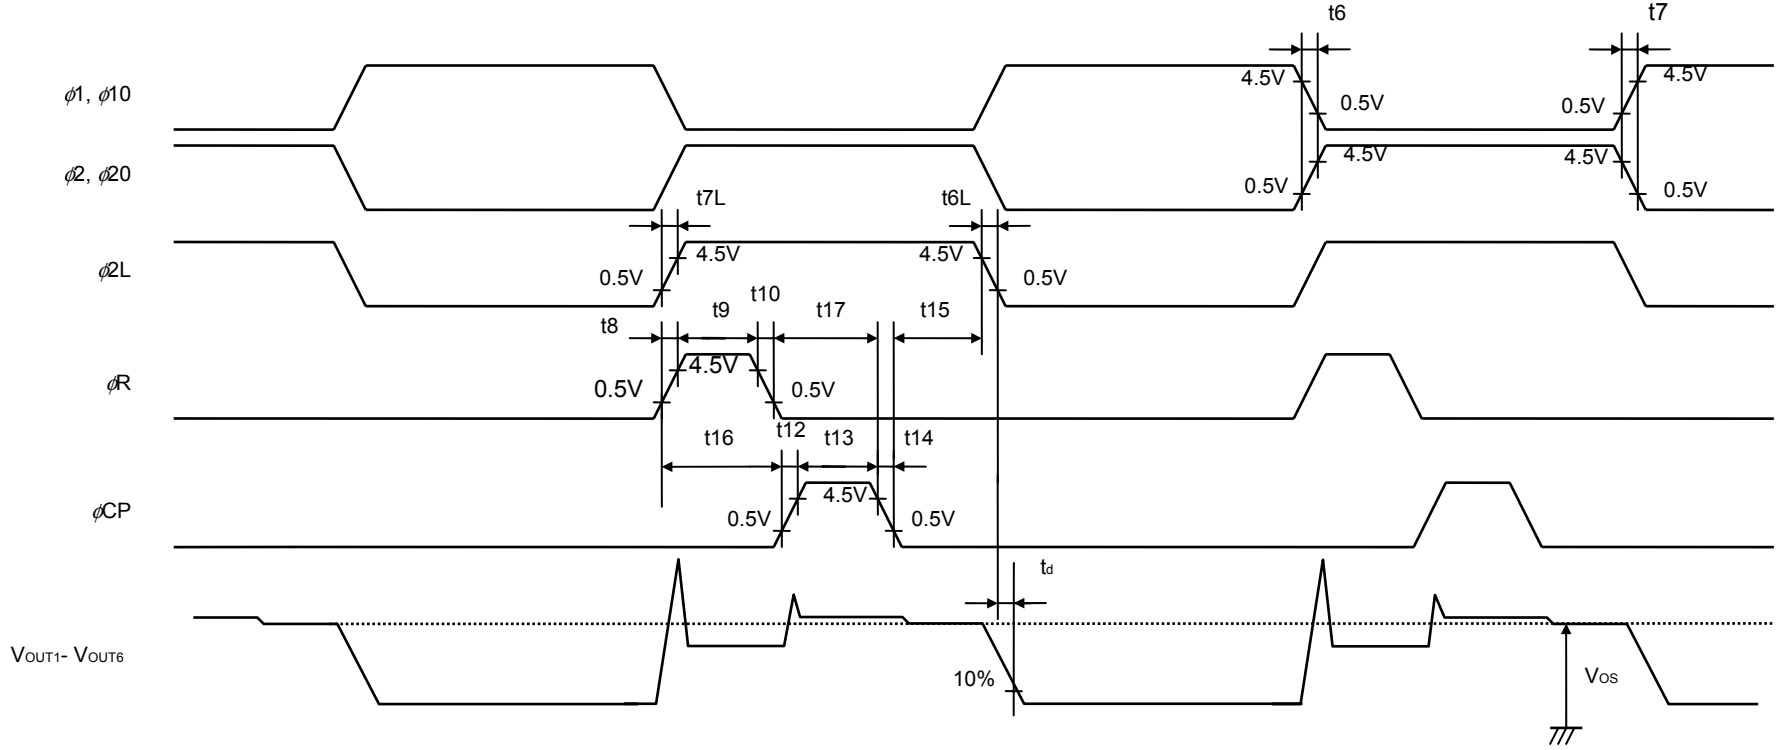 t6 t7
4.5V 4.5V
ϕ1, ϕ10 0.5V 0.5V
4.5V 4.5V
ϕ2, ϕ20 0.5V 0.5V
t7L t6L
4.5V 4.5V
ϕ2L 0.5V 0.5V
t8 t9 t10 t17 t15
4.5V
ϕR 0.5V 0.5V
t16 t12 t13 t14
4.5V
ϕCP 0.5V 0.5V
td
VOUT1- VOUT6 10% VOS